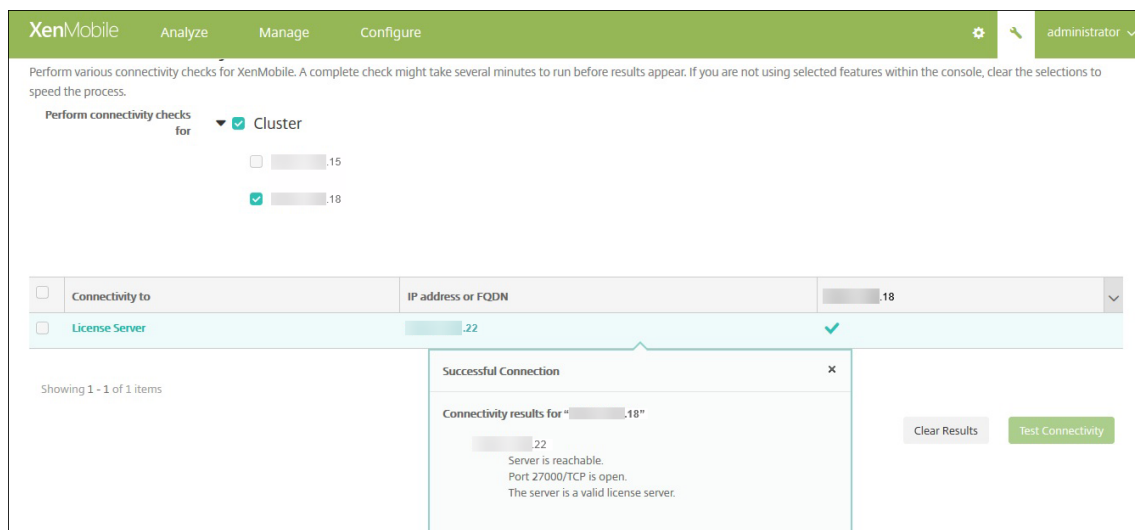 XenMobile Analyze Manage Configure administrator
Perform various connectivity checks for XenMobile. A complete check might take several minutes to run before results appear. If you are not using selected features within the console, clear the selections to
speed the process.
Perform connectivity checks
for
Cluster
.15
.18
Connectivity to IP address or FQDN .18
License Server .22
Showing 1 - 1 of 1 items
Successful Connection ×
Connectivity results for “ .18”
.22
Server is reachable.
Port 27000/TCP is open.
The server is a valid license server.
Clear Results Test Connectivity